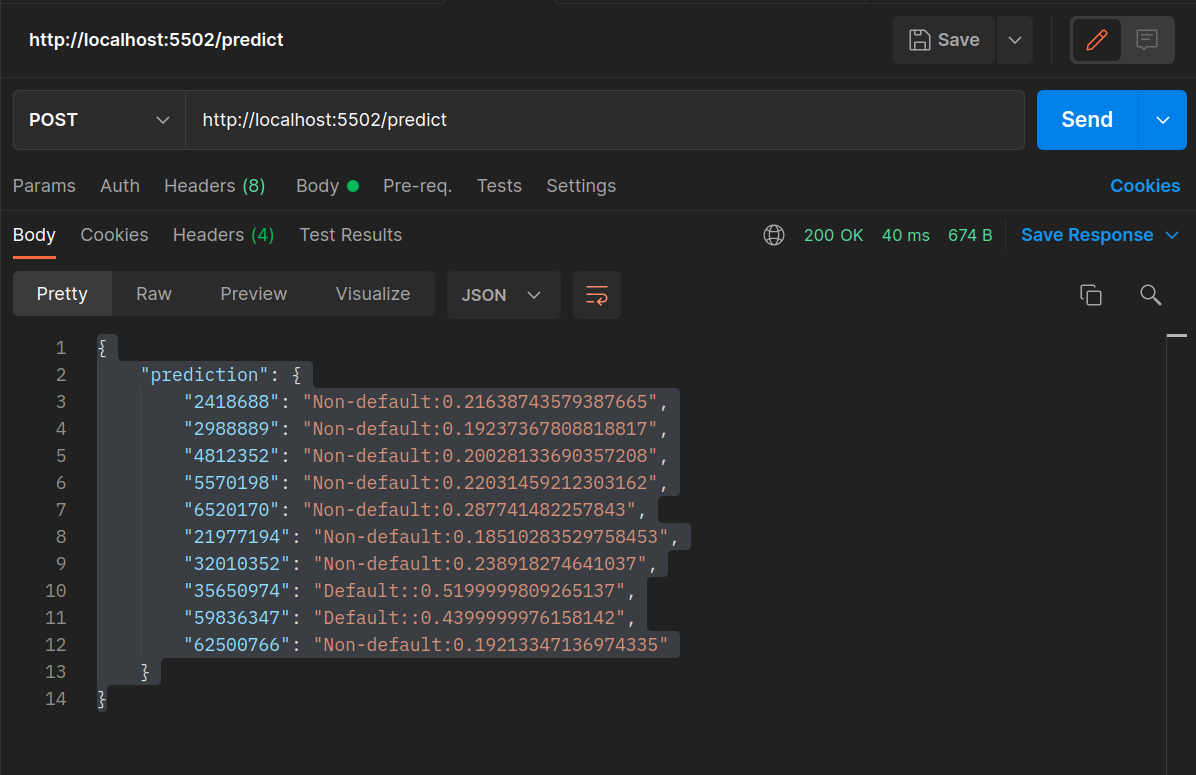 http://localhost:5502/predict
Save
POST
http://localhost:5502/predict
Send
Params Auth Headers (8) Body Pre-req. Tests Settings Cookies
Body Cookies Headers (4) Test Results 200 OK 40 ms 674 B Save Response
Pretty Raw Preview Visualize JSON
1 {
2 "prediction": {
3 "2418688": "Non-default:0.21638743579387665",
4 "2988889": "Non-default:0.19237367808818817",
5 "4812352": "Non-default:0.20028133690357208",
6 "5570198": "Non-default:0.22031459212303162",
7 "6520170": "Non-default:0.287741482257843",
8 "21977194": "Non-default:0.18510283529758453",
9 "32010352": "Non-default:0.238918274641037",
10 "35650974": "Default::0.5199999809265137",
11 "59836347": "Default::0.4399999976158142",
12 "62500766": "Non-default:0.19213347136974335"
13 }
14 }